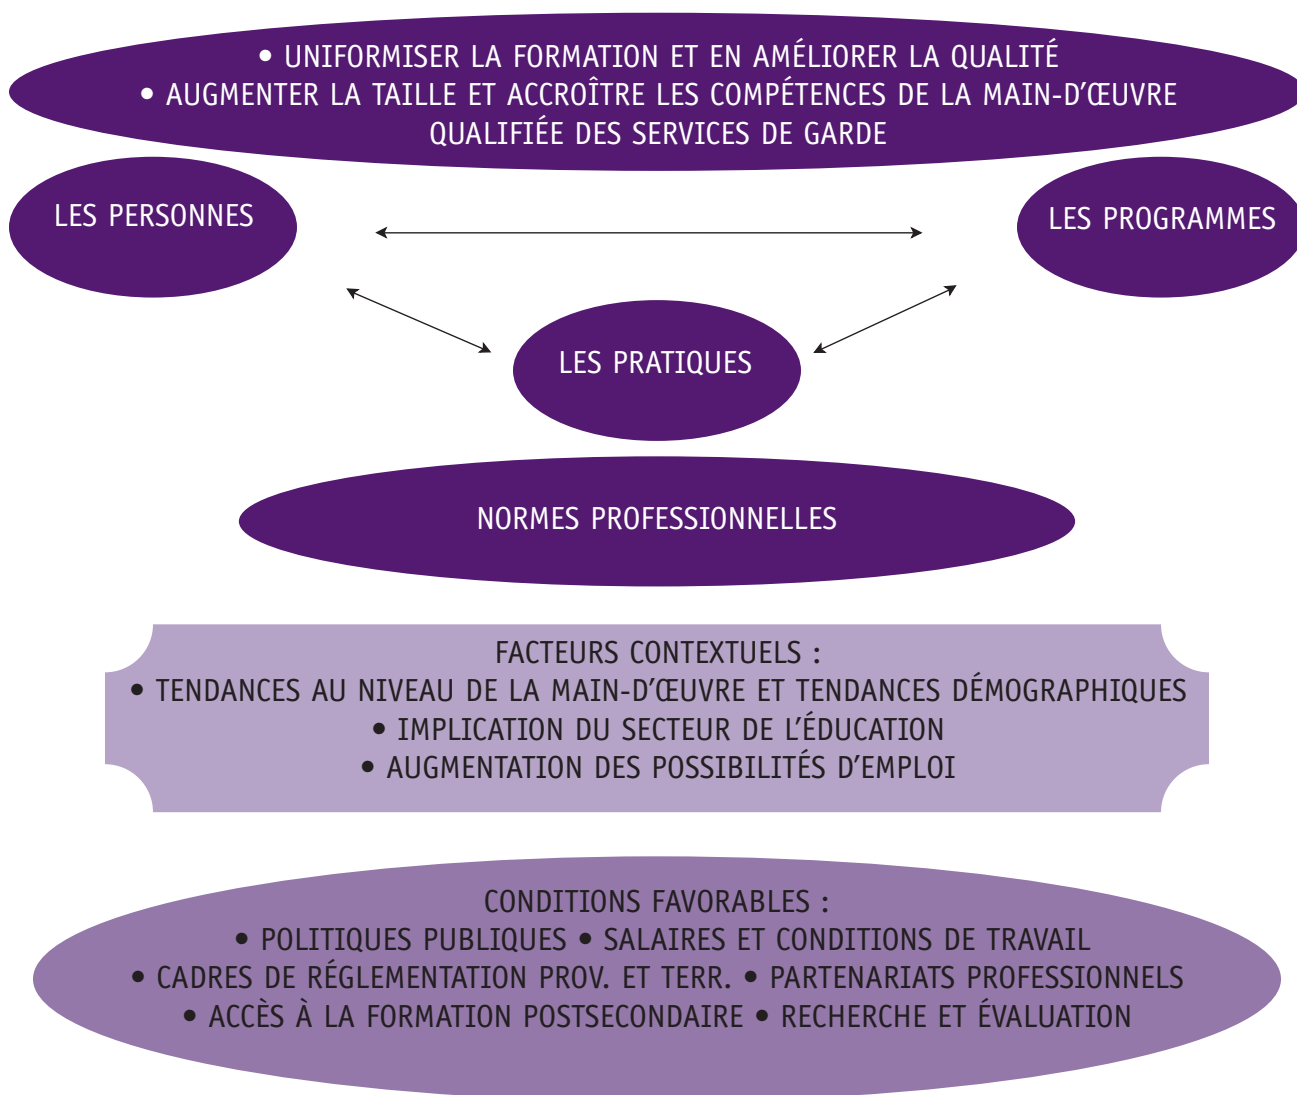 • UNIFORMISER LA FORMATION ET EN AMÉLIORER LA QUALITÉ
• AUGMENTER LA TAILLE ET ACCROÎTRE LES COMPÉTENCES DE LA MAIN-D'ŒUVRE
QUALIFIÉE DES SERVICES DE GARDE
LES PERSONNES
LES PROGRAMMES
LES PRATIQUES
NORMES PROFESSIONNELLES
FACTEURS CONTEXTUELS :
• TENDANCES AU NIVEAU DE LA MAIN-D'ŒUVRE ET TENDANCES DÉMOGRAPHIQUES
• IMPLICATION DU SECTEUR DE L'ÉDUCATION
• AUGMENTATION DES POSSIBILITÉS D'EMPLOI
CONDITIONS FAVORABLES :
• POLITIQUES PUBLIQUES • SALAIRES ET CONDITIONS DE TRAVAIL
• CADRES DE RÉGLEMENTATION PROV. ET TERR. • PARTENARIATS PROFESSIONNELS
• ACCÈS À LA FORMATION POSTSECONDAIRE • RECHERCHE ET ÉVALUATION